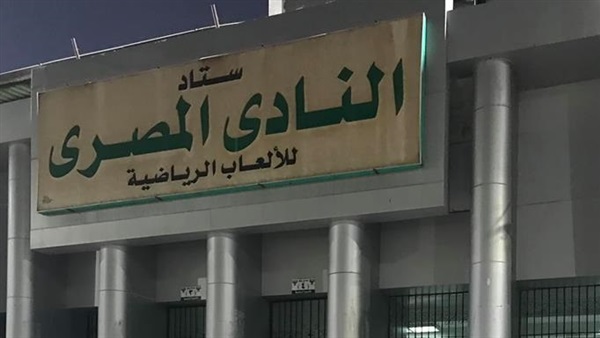 ستاد
النادى المصرى
للألعاب الرياضية